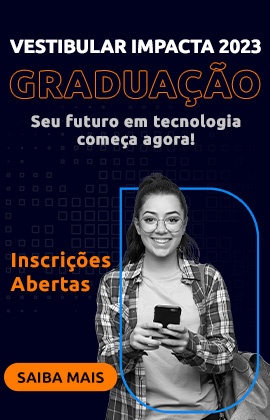 VESTIBULAR IMPACTA 2023
GRADUAÇÃO
Seu futuro em tecnologia
começa agora!
Inscrições
Abertas
SAIBA MAIS